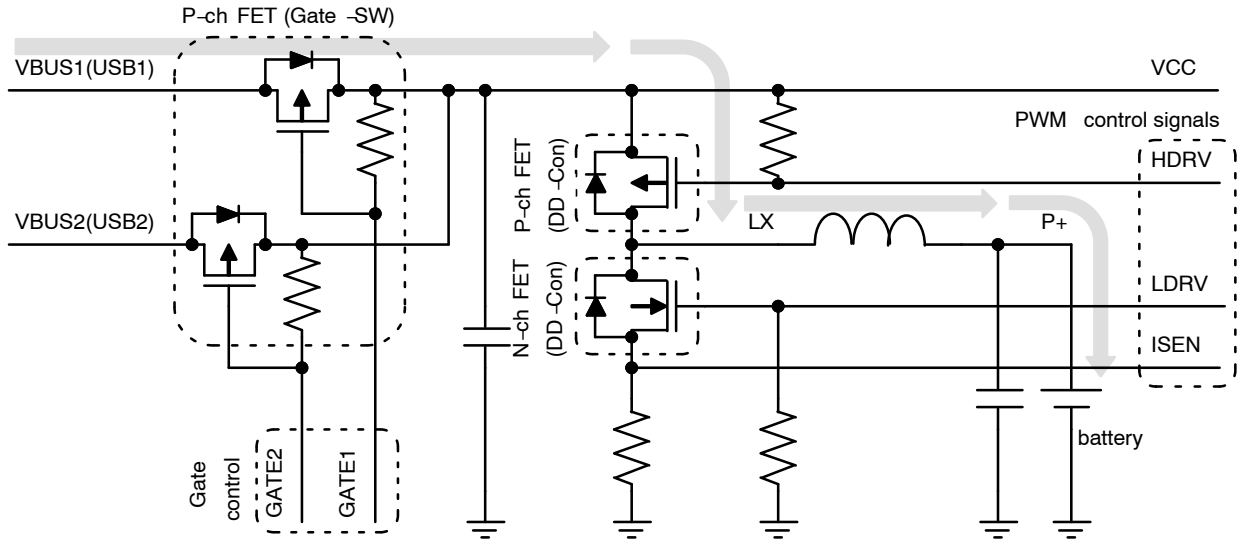 P-ch FET (Gate -SW)
VBUS1(USB1)
VCC
PWM control signals
HDRV
P-ch FET
(DD -Con)
VBUS2(USB2)
LX
P+
LDRV
N-ch FET
(DD -Con)
ISEN
battery
Gate
control
GATE2
GATE1